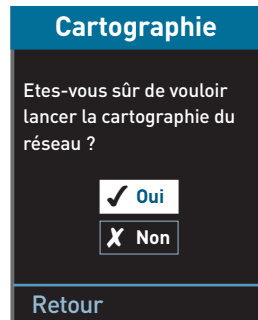 Cartographie
Etes-vous sûr de vouloir
lancer la cartographie du
réseau ?
✓ Oui
✗ Non
Retour